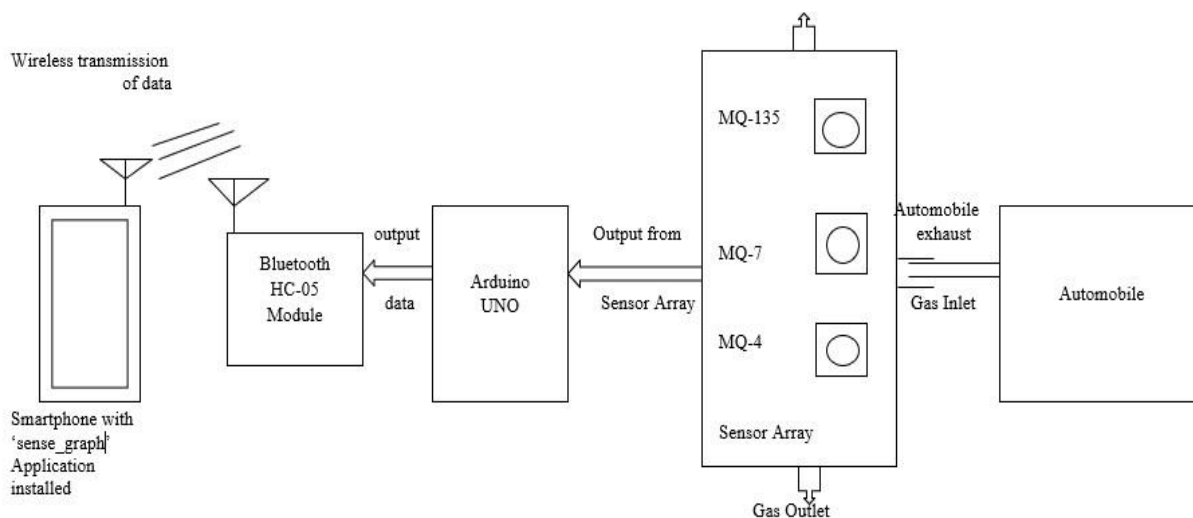 Wireless transmission
of data
Smartphone with
‘sense_graph’
Application
installed
Bluetooth
HC-05
Module
output
data
Arduino
UNO
Output from
Sensor Array
MQ-135
MQ-7
MQ-4
Sensor Array
Gas Outlet
Automobile
exhaust
Gas Inlet
Automobile